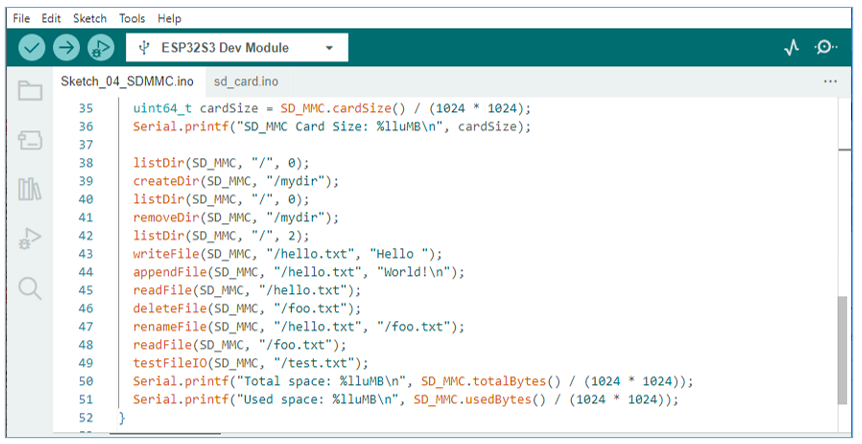 File Edit Sketch Tools Help
ESP32S3 Dev Module
Sketch_04_SDMMC.ino sd_card.ino
35 uint64_t cardSize = SD_MMC.cardSize() / (1024 * 1024);
36 Serial.printf("SD_MMC Card Size: %lluMB\n", cardSize);
37
38 listDir(SD_MMC, "/", 0);
39 createDir(SD_MMC, "/mydir");
40 listDir(SD_MMC, "/", 0);
41 removeDir(SD_MMC, "/mydir");
42 listDir(SD_MMC, "/", 2);
43 writeFile(SD_MMC, "/hello.txt", "Hello ");
44 appendFile(SD_MMC, "/hello.txt", "World!\n");
45 readFile(SD_MMC, "/hello.txt");
46 deleteFile(SD_MMC, "/foo.txt");
47 renameFile(SD_MMC, "/hello.txt", "/foo.txt");
48 readFile(SD_MMC, "/foo.txt");
49 testFileIO(SD_MMC, "/test.txt");
50 Serial.printf("Total space: %lluMB\n", SD_MMC.totalBytes() / (1024 * 1024));
51 Serial.printf("Used space: %lluMB\n", SD_MMC.usedBytes() / (1024 * 1024));
52 }